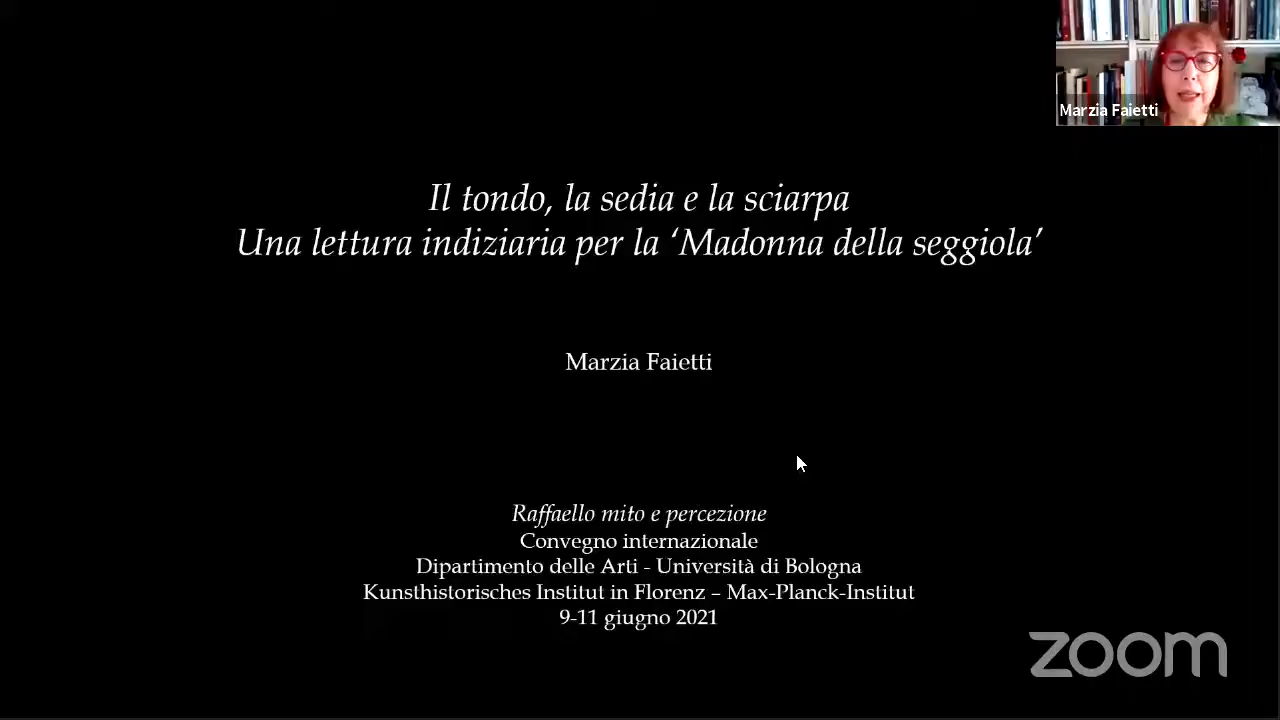 Marzia Faietti
Il tondo, la sedia e la sciarpa
Una lettura indiziaria per la ‘Madonna della seggiola’
Marzia Faietti
Raffaello mito e percezione
Convegno internazionale
Dipartimento delle Arti - Università di Bologna
Kunsthistorisches Institut in Florenz – Max-Planck-Institut
9-11 giugno 2021
zoom